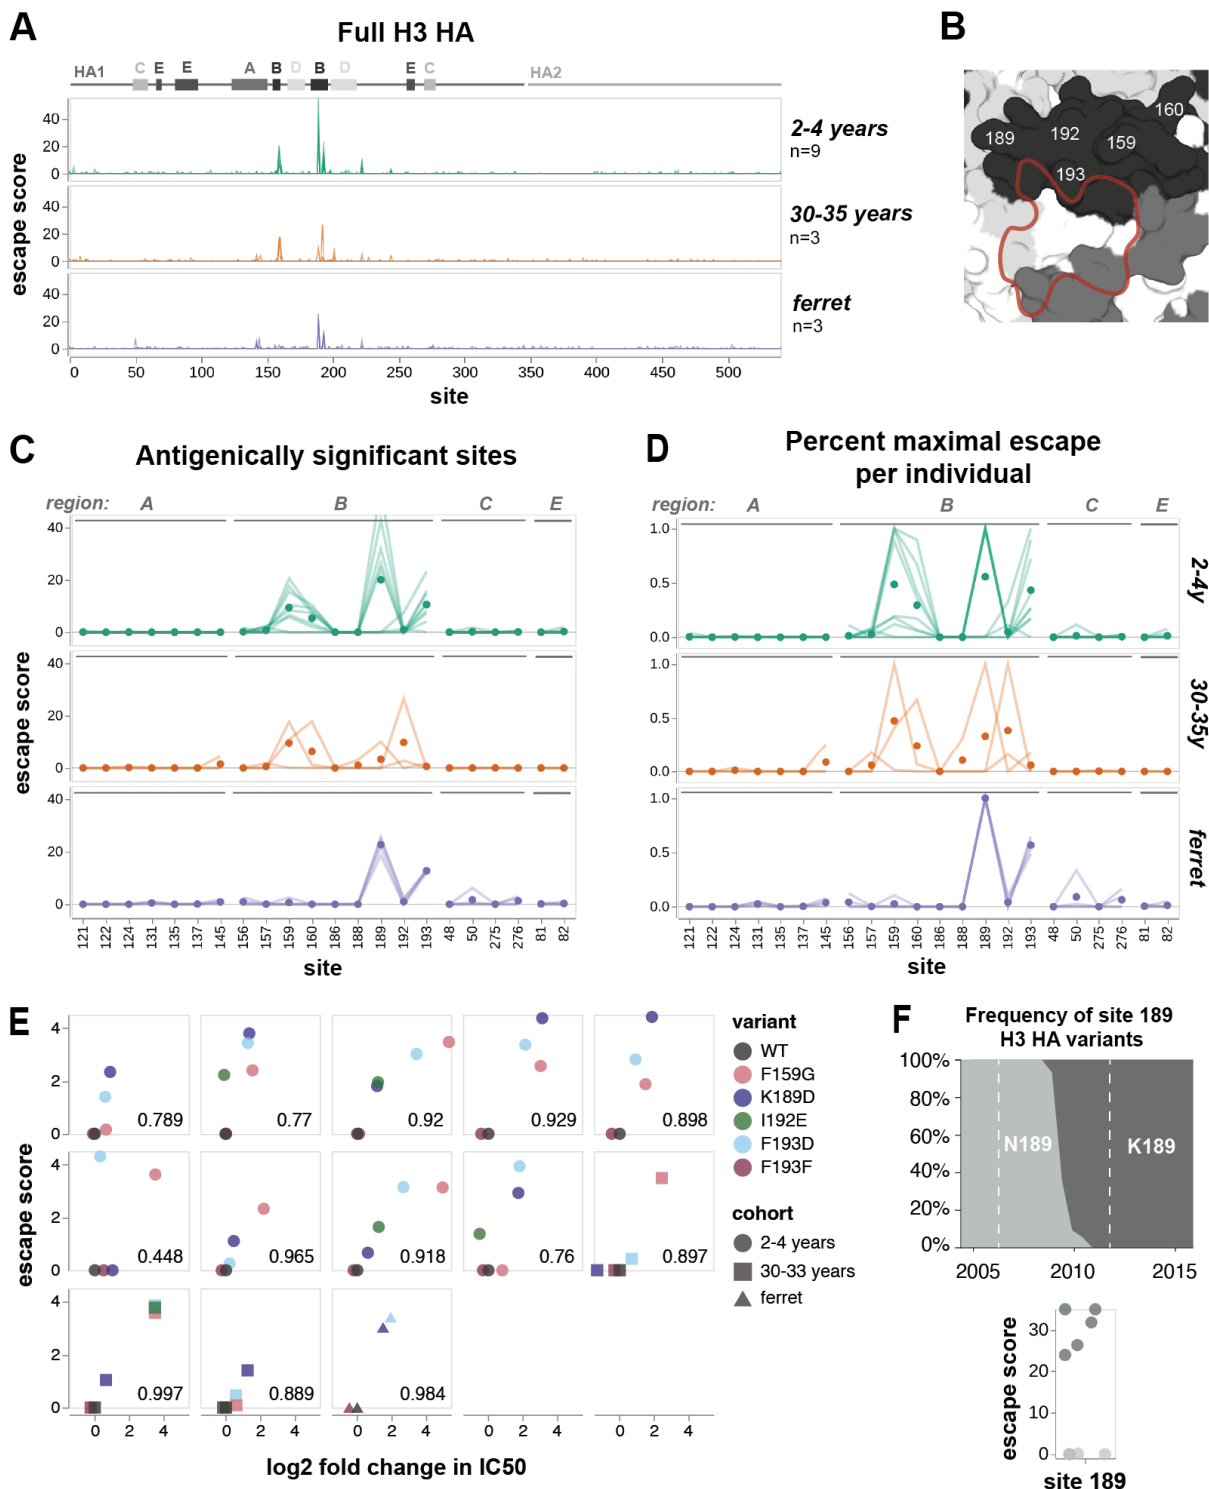 A
Full H3 HA
B
HA1
C
E
E
A
B
D
B
D
E
C
HA2
escape score
40
20
0
2-4 years
n=9
40
20
0
30-35 years
n=3
40
20
0
ferret
n=3
0
50
100
150
200
250
300
350
400
450
500
site
189
192
160
159
193
C
Antigenically significant sites
region:
A
B
C
E
escape score
40
20
0
40
20
0
40
20
0
121
122
124
131
135
137
145
156
157
159
160
186
188
189
192
193
48
50
275
276
81
82
site
D
Percent maximal escape
per individual
region:
A
B
C
E
1.0
0.5
0.0
2-4y
1.0
0.5
0.0
30-35y
1.0
0.5
0.0
ferret
121
122
124
131
135
137
145
156
157
159
160
186
188
189
192
193
48
50
275
276
81
82
site
E
escape score
4
2
0
0.789
0.77
0.92
0.929
0.898
4
2
0
0.448
0.965
0.918
0.76
0.897
4
2
0
0.997
0.889
0.984
0 2 4
0 2 4
0 2 4
0 2 4
0 2 4
log2 fold change in IC50
variant
WT
F159G
K189D
I192E
F193D
F193F
cohort
2-4 years
30-33 years
ferret
F
Frequency of site 189
H3 HA variants
100%
80%
60%
40%
20%
0%
N189
K189
2005
2010
2015
escape score
30
20
10
0
site 189